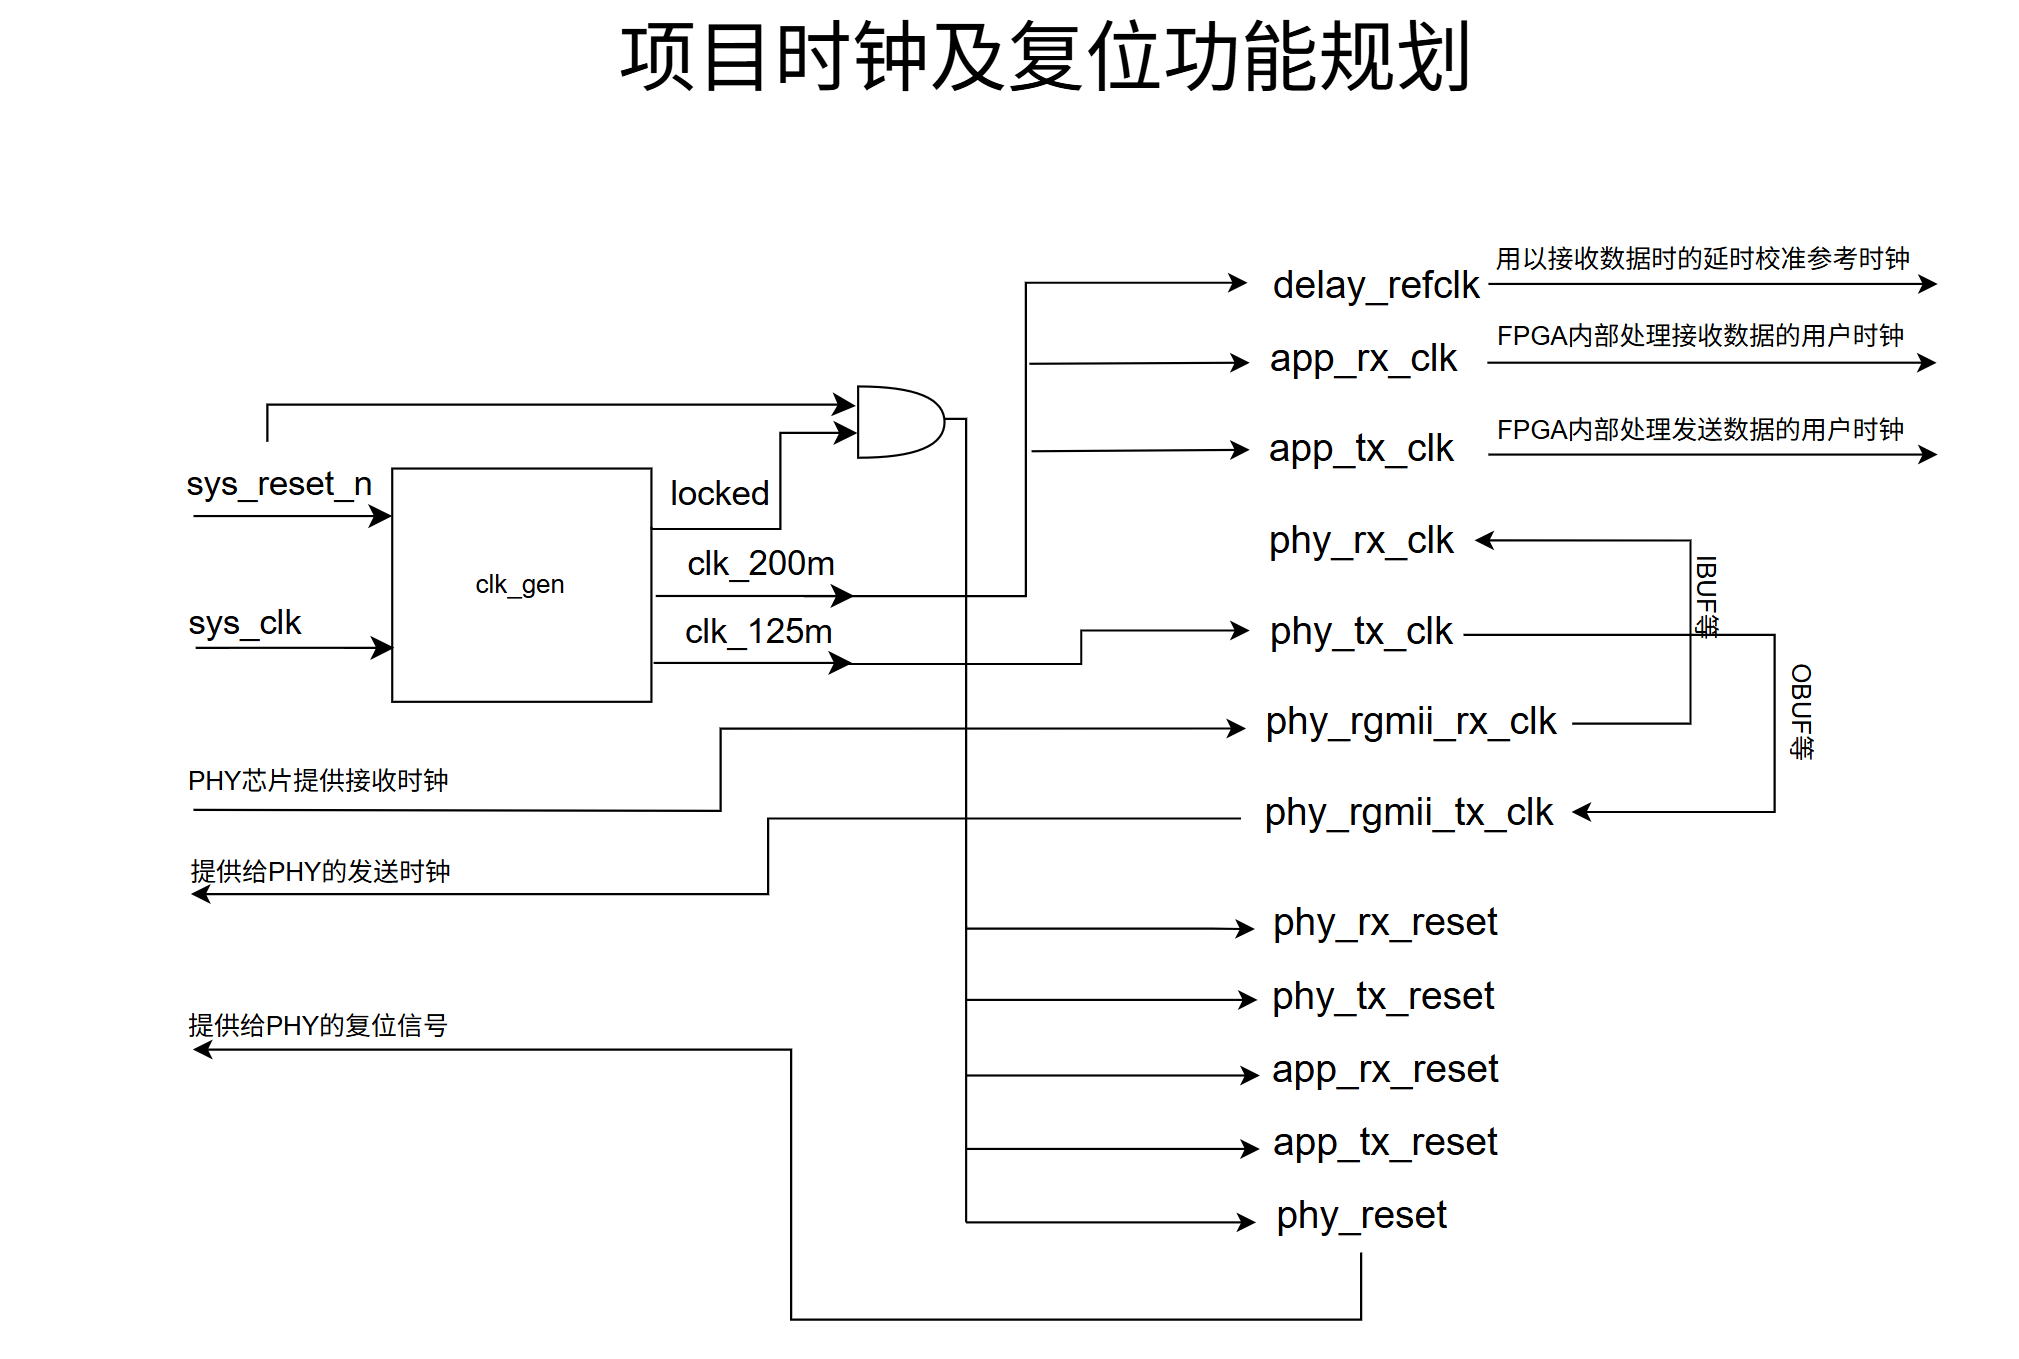 项目时钟及复位功能规划
delay_refclk
用以接收数据时的延时校准参考时钟
app_rx_clk
FPGA内部处理接收数据的用户时钟
app_tx_clk
FPGA内部处理发送数据的用户时钟
sys_reset_n
locked
phy_rx_clk
IBUF等
clk_200m
clk_gen
sys_clk
clk_125m
phy_tx_clk
OBUF等
phy_rgmii_rx_clk
PHY芯片提供接收时钟
phy_rgmii_tx_clk
提供给PHY的发送时钟
phy_rx_reset
phy_tx_reset
提供给PHY的复位信号
app_rx_reset
app_tx_reset
phy_reset